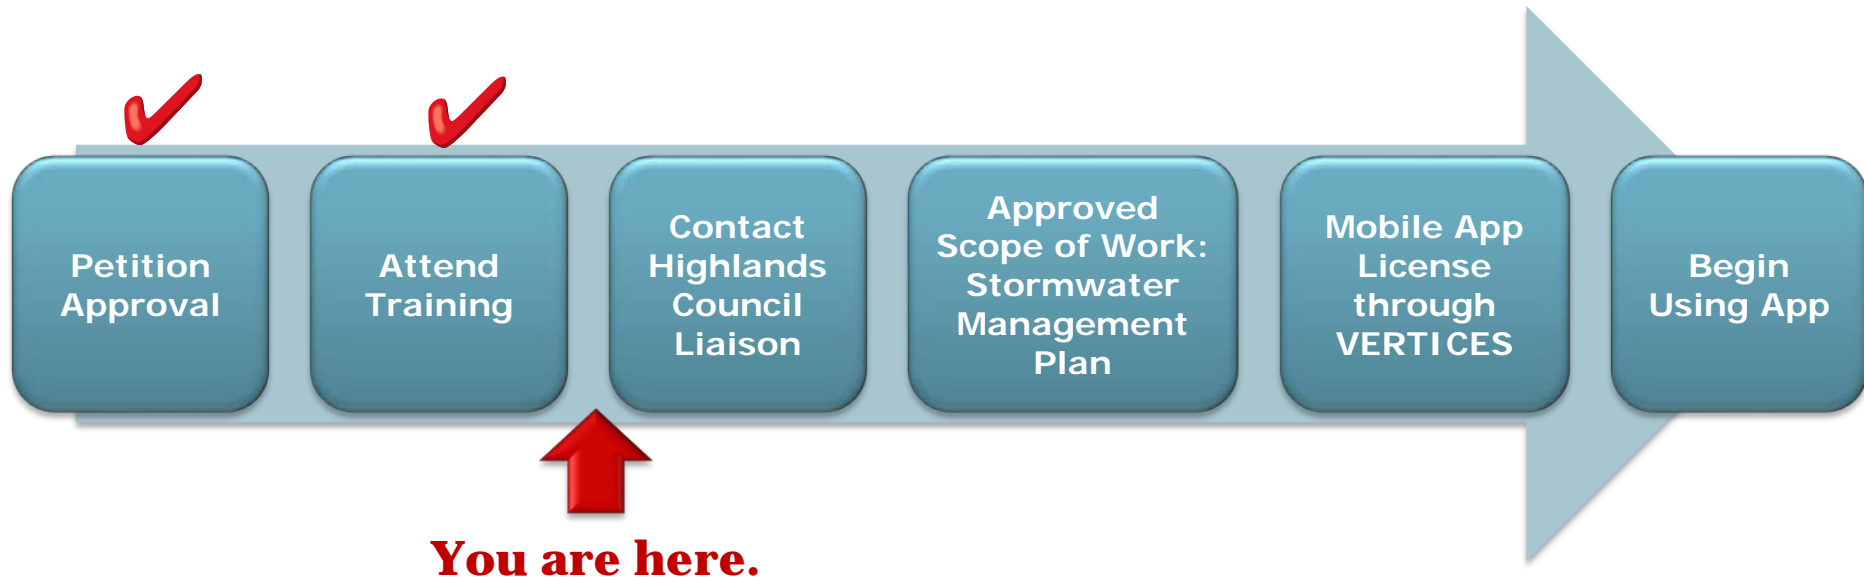 Petition
Approval
Attend
Training
Contact
Highlands
Council
Liaison
Approved
Scope of Work:
Stormwater
Management
Plan
Mobile App
License
through
VERTICES
Begin
Using App
You are here.